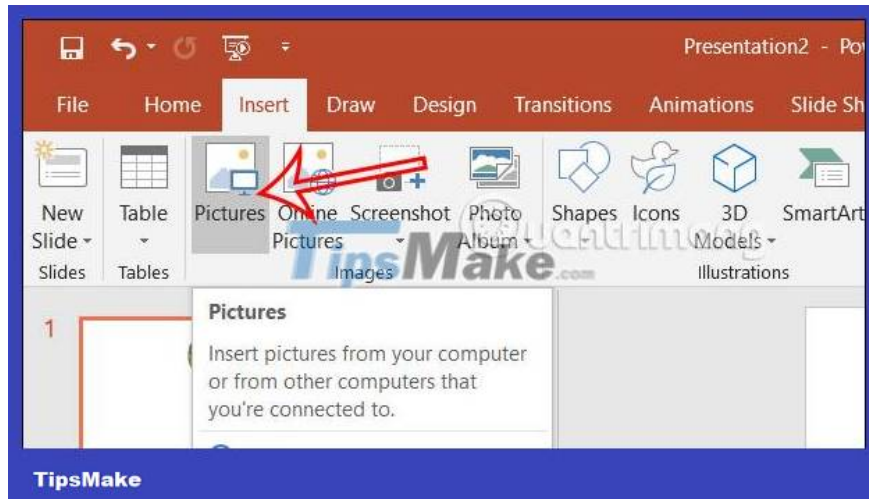 Presentation2 - Po
File Home Insert Draw Design Transitions Animations Slide Sh
New Slide
Table
Pictures
Online Pictures
Screenshot
Photo Album
Shapes
Icons
3D Models
SmartArt
Slides Tables Images Illustrations
Quantrimang
TipsMake.com
1
Pictures
Insert pictures from your computer
or from other computers that
you're connected to.
TipsMake